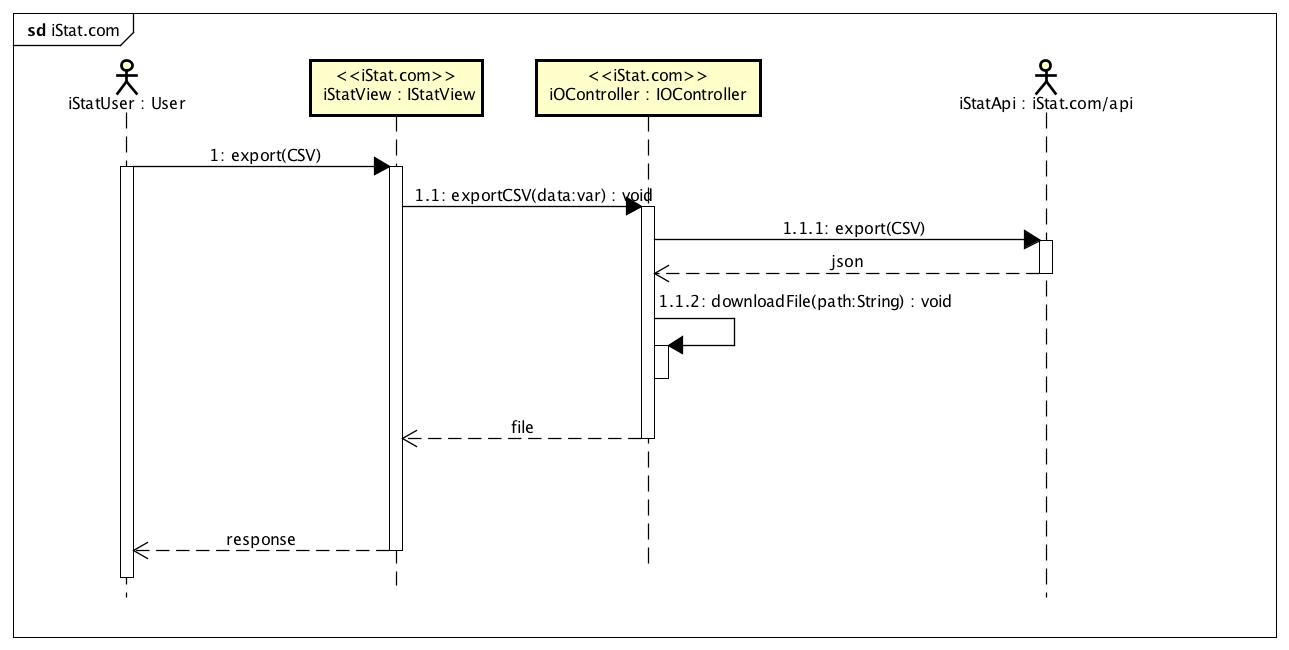 sd iStat.com
iStatUser : User
<<iStat.com>>
iStatView : IStatView
<<iStat.com>>
iOController : IOController
iStatApi : iStat.com/api
1: export(CSV)
1.1: exportCSV(data:var) : void
1.1.1: export(CSV)
json
1.1.2: downloadFile(path:String) : void
file
response